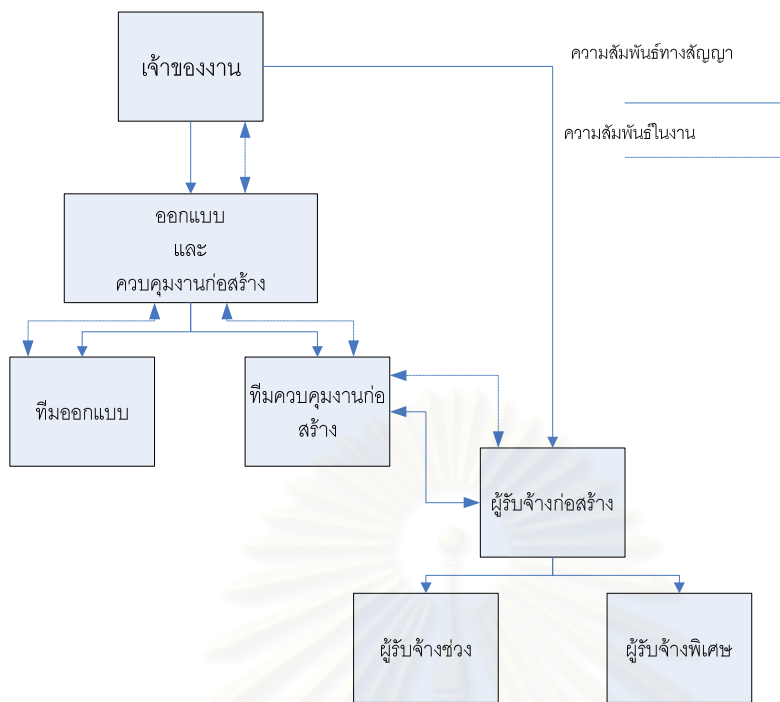 เจ้าของงาน
ความสัมพันธ์ทางสัญญา
ความสัมพันธ์ในงาน
ออกแบบ
และ
ควบคุมงานก่อสร้าง
ทีมออกแบบ
ทีมควบคุมงานก่อ
สร้าง
ผู้รับจ้างก่อสร้าง
ผู้รับจ้างช่วง
ผู้รับจ้างพิเศษ